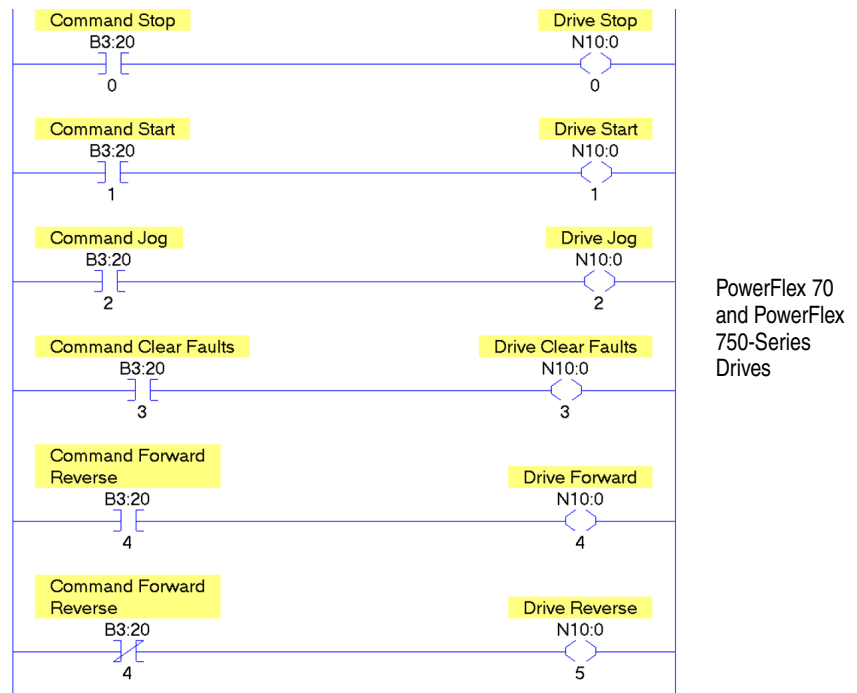 Command Stop
B3:20
0
Drive Stop
N10:0
0
Command Start
B3:20
1
Drive Start
N10:0
1
Command Jog
B3:20
2
Drive Jog
N10:0
2
Command Clear Faults
B3:20
3
Drive Clear Faults
N10:0
3
Command Forward
Reverse
B3:20
4
Drive Forward
N10:0
4
Command Forward
Reverse
B3:20
4
Drive Reverse
N10:0
5
PowerFlex 70
and PowerFlex
750-Series
Drives